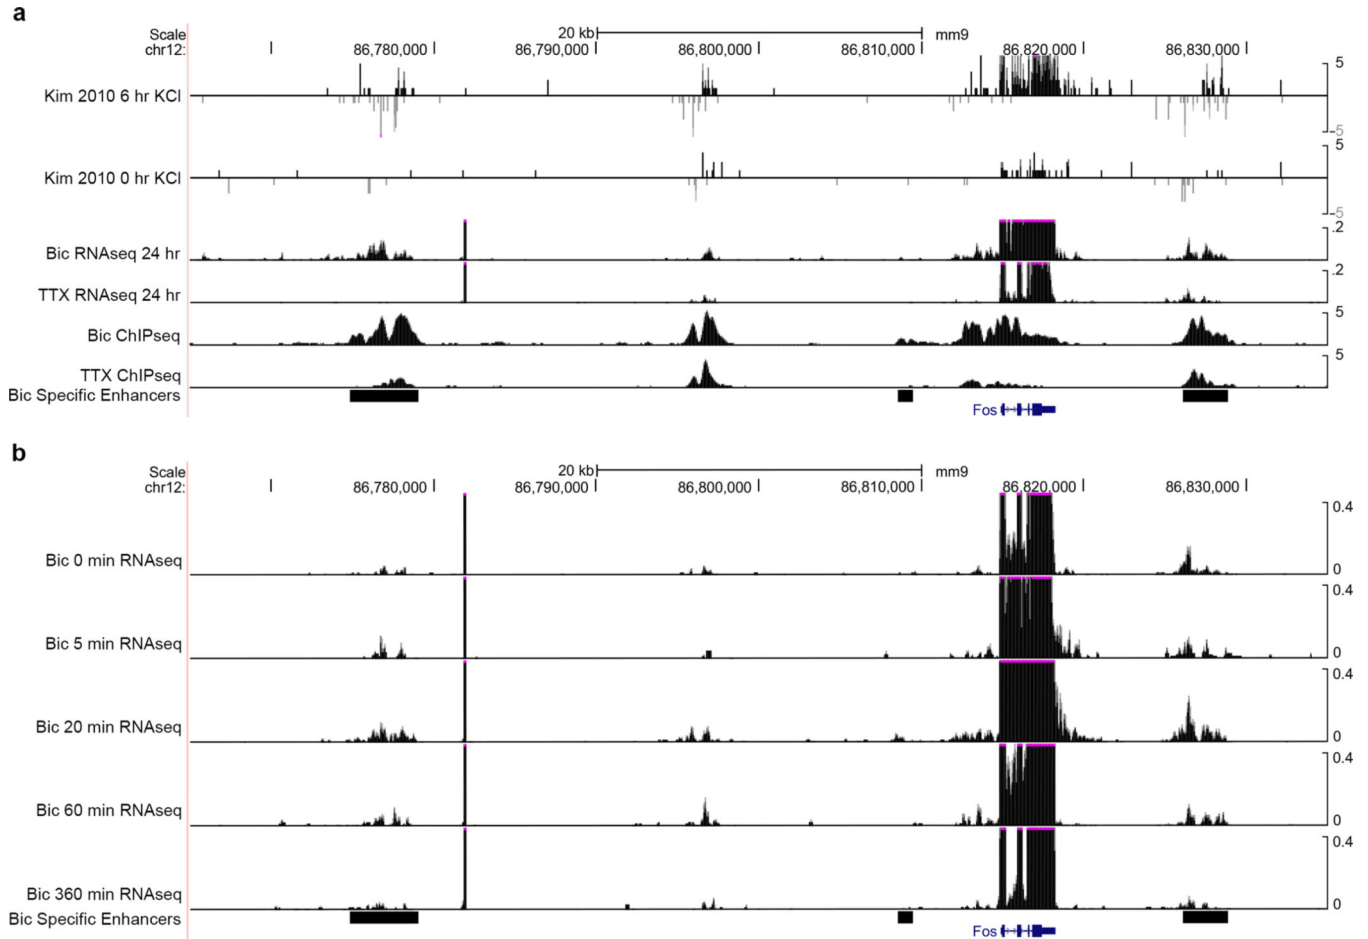 a
Scale 20 kb mm9
chr12: 86,780,000 86,790,000 86,800,000 86,810,000 86,820,000 86,830,000
5
Kim 2010 6 hr KCl
-5
5
Kim 2010 0 hr KCl
-5
.2
Bic RNAseq 24 hr
.2
TTX RNAseq 24 hr
5
Bic ChIPseq
5
TTX ChIPseq
Bic Specific Enhancers
Fos
b
Scale 20 kb mm9
chr12: 86,780,000 86,790,000 86,800,000 86,810,000 86,820,000 86,830,000
0.4
Bic 0 min RNAseq
0
0.4
Bic 5 min RNAseq
0
0.4
Bic 20 min RNAseq
0
0.4
Bic 60 min RNAseq
0
0.4
Bic 360 min RNAseq
0
Bic Specific Enhancers
Fos